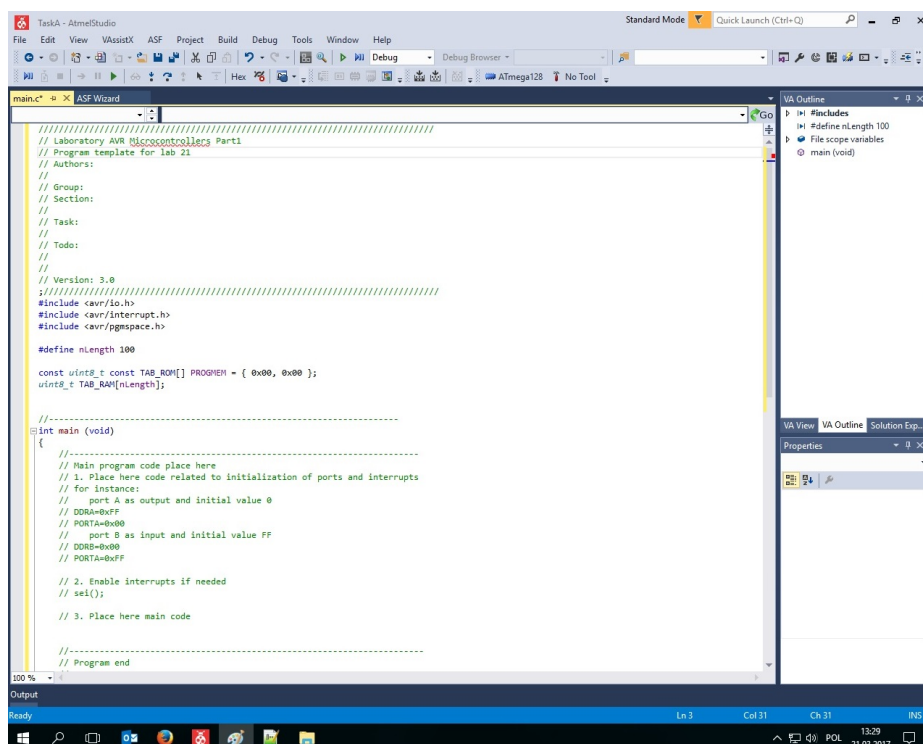 TaskA - AtmelStudio
Standard Mode
Quick Launch (Ctrl+Q)
File Edit View VAssistX ASF Project Build Debug Tools Window Help
Debug
Debug Browser
Hex
ATmega128
No Tool
main.c*
ASF Wizard
Go
////////////////////////////////////////////////////////////////////////////////
// Laboratory AVR Microcontrollers Part1
// Program template for lab 21
// Authors:
//
// Group:
// Section:
//
// Task:
//
// Todo:
//
//
// Version: 3.0
;////////////////////////////////////////////////////////////////////////////////
#include <avr/io.h>
#include <avr/interrupt.h>
#include <avr/pgmspace.h>
#define nLength 100
const uint8_t const TAB_ROM[] PROGMEM = { 0x00, 0x00 };
uint8_t TAB_RAM[nLength];
//----------------------------------------------------------------------
int main (void)
{
//----------------------------------------------------------------------
// Main program code place here
// 1. Place here code related to initialization of ports and interrupts
// for instance:
//    port A as output and initial value 0
// DDRA=0xFF
// PORTA=0x00
//    port B as input and initial value FF
// DDRB=0x00
// PORTA=0xFF
// 2. Enable interrupts if needed
// sei();
// 3. Place here main code
//-----------------------------------------------------------------------
// Program end
100 %
VA Outline
#includes
#define nLength 100
File scope variables
main (void)
VA View VA Outline Solution Exp...
Properties
Output
Ready
Ln 3 Col 31 Ch 31 INS
POL
13:29
21.03.2017